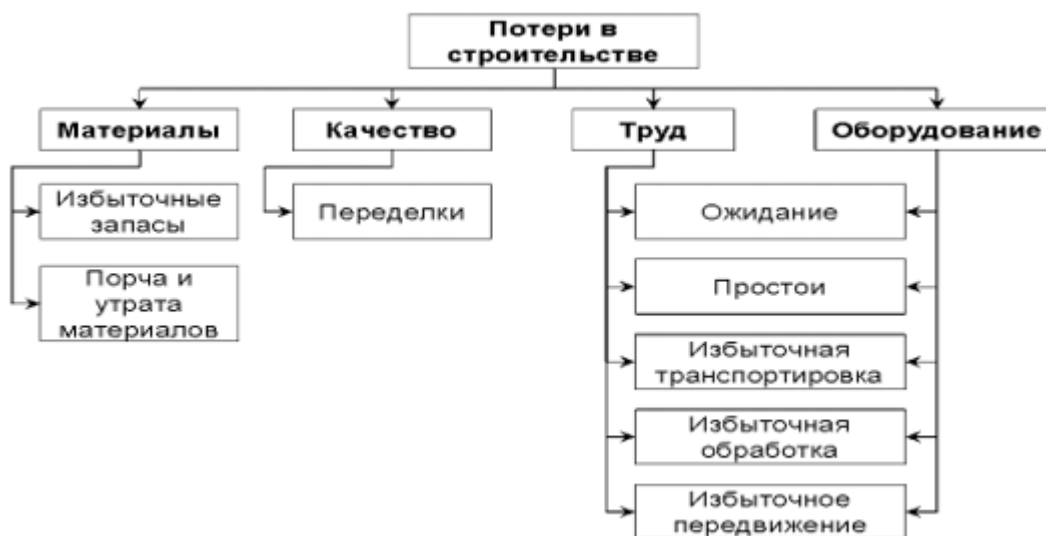 Потери в
строительстве
Материалы
Качество
Труд
Оборудование
Избыточные
запасы
Порча и
утрата
материалов
Переделки
Ожидание
Простои
Избыточная
транспортировка
Избыточная
обработка
Избыточное
передвижение